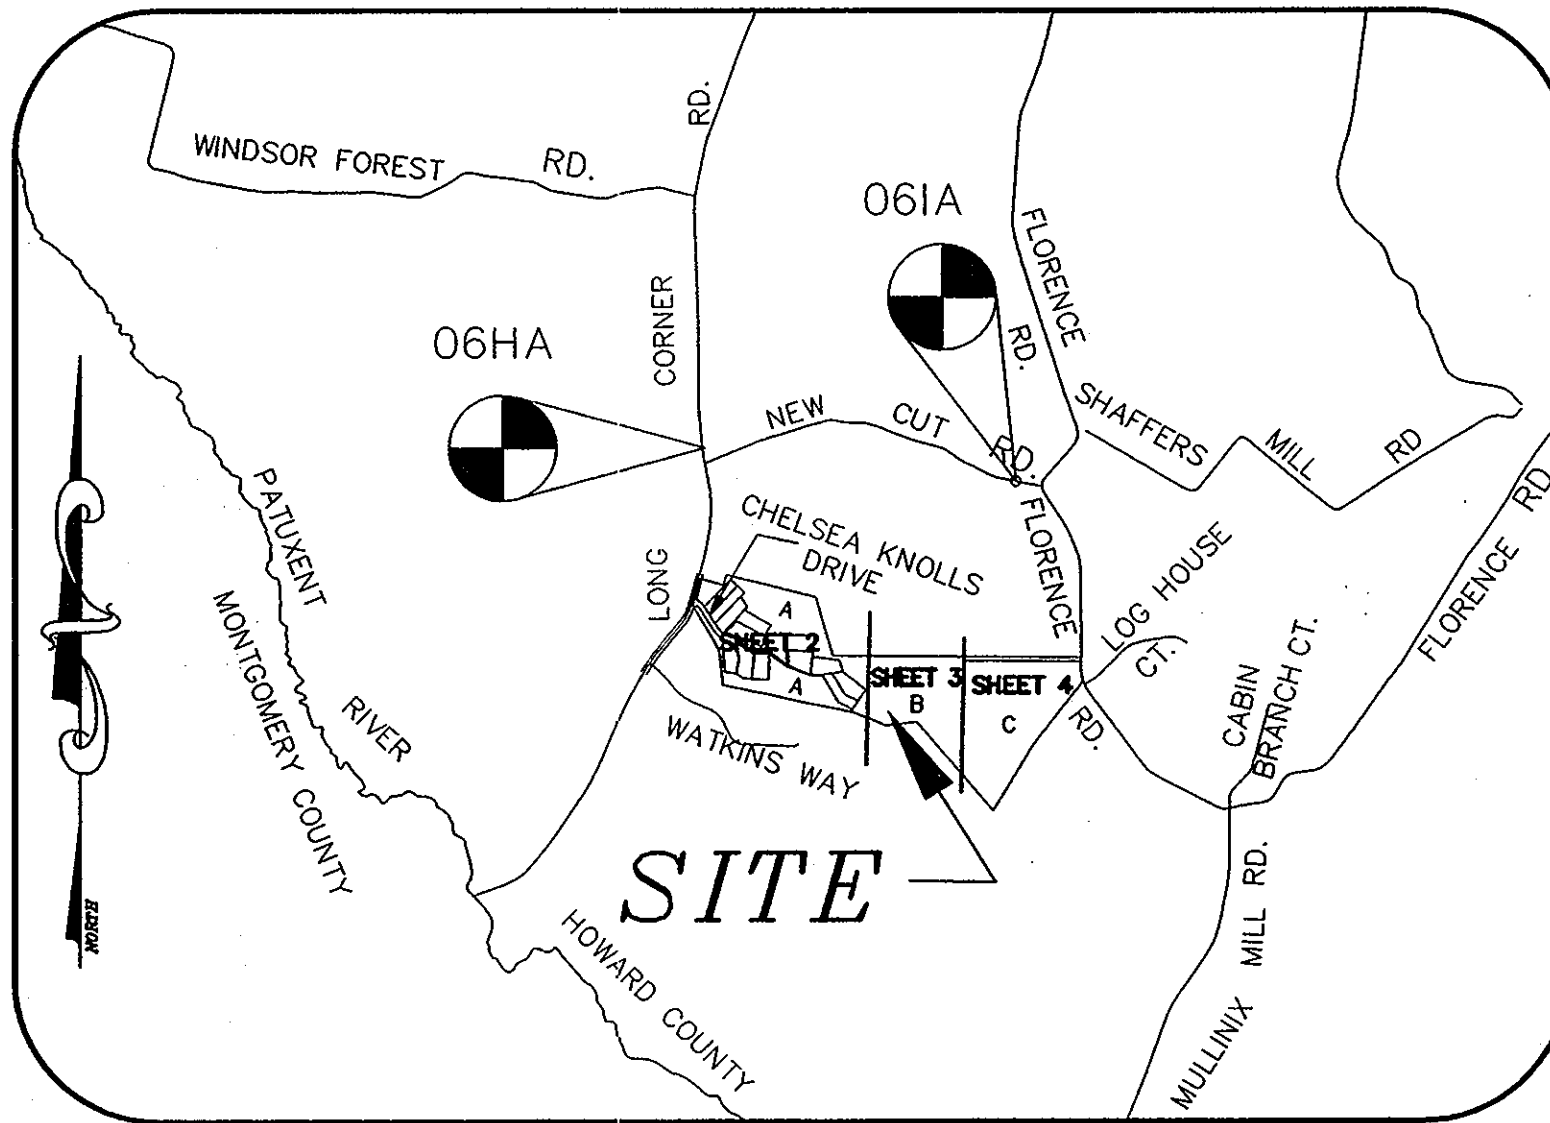 WINDSOR FOREST RD.
RD.
06IA
FLORENCE
RD.
06HA
CORNER
NEW CUT RD.
SHAFFERS MILL RD
PATUXENT
RIVER
MONTGOMERY COUNTY
LONG
CHELSEA KNOLLS
DRIVE
FLORENCE
RD.
LOG HOUSE
CT.
FLORENCE RD
A
SHEET 2
A
SHEET 3
B
SHEET 4
C
WATKINS WAY
CABIN
BRANCH CT.
SITE
NORTH
HOWARD COUNTY
MULLINIX MILL RD.